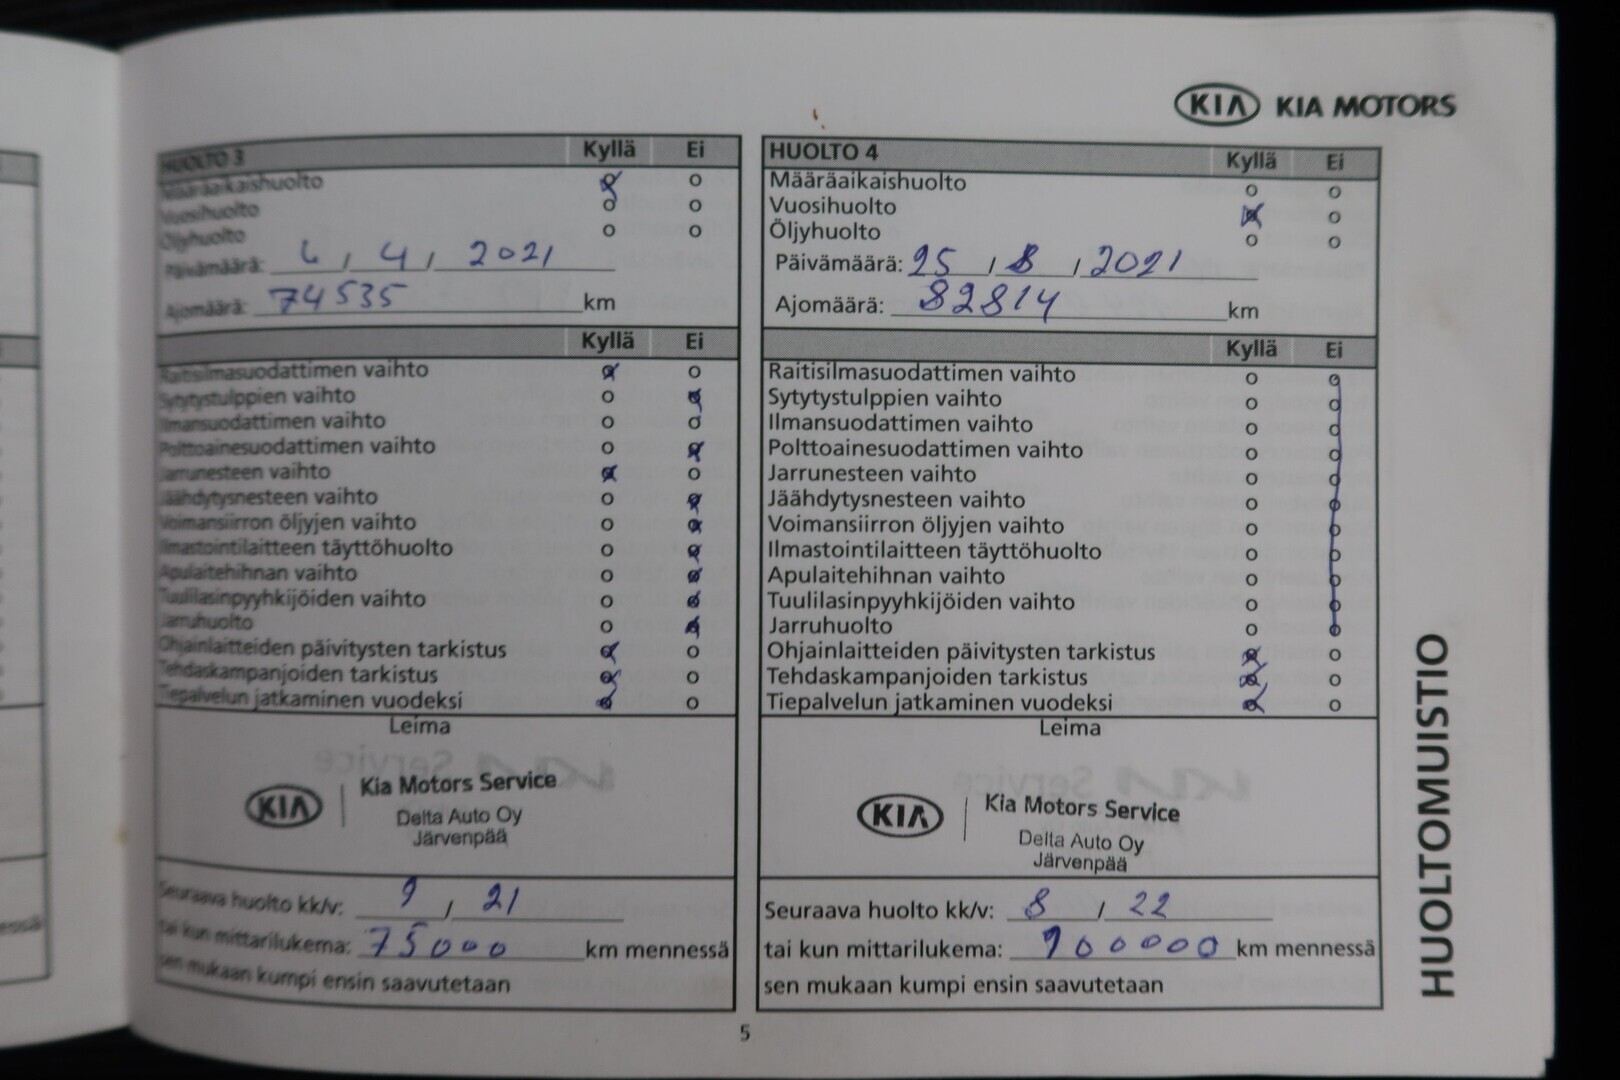 KIA KIA MOTORS
HUOLTO 3 Kyllä Ei
Määräaikaishuolto
Vuosihuolto
Öljyhuolto
Päivämäärä: 6 / 4 / 2021
Ajomäärä: 74535 km
Kyllä Ei
Raitisilmasuodattimen vaihto
Sytytystulppien vaihto
Ilmansuodattimen vaihto
Polttoainesuodattimen vaihto
Jarrunesteen vaihto
Jäähdytysnesteen vaihto
Voimansiirron öljyjen vaihto
Ilmastointilaitteen täyttöhuolto
Apulaitehihnan vaihto
Tuulilasinpyyhkijöiden vaihto
Jarruhuolto
Ohjainlaitteiden päivitysten tarkistus
Tehdaskampanjoiden tarkistus
Tiepalvelun jatkaminen vuodeksi
Leima
KIA Kia Motors Service
Delta Auto Oy
Järvenpää
Seuraava huolto kk/v: 9 / 21
tai kun mittarilukema: 75000 km mennessä
sen mukaan kumpi ensin saavutetaan
HUOLTO 4 Kyllä Ei
Määräaikaishuolto
Vuosihuolto
Öljyhuolto
Päivämäärä: 25 / 8 / 2021
Ajomäärä: 82814 km
Kyllä Ei
Raitisilmasuodattimen vaihto
Sytytystulppien vaihto
Ilmansuodattimen vaihto
Polttoainesuodattimen vaihto
Jarrunesteen vaihto
Jäähdytysnesteen vaihto
Voimansiirron öljyjen vaihto
Ilmastointilaitteen täyttöhuolto
Apulaitehihnan vaihto
Tuulilasinpyyhkijöiden vaihto
Jarruhuolto
Ohjainlaitteiden päivitysten tarkistus
Tehdaskampanjoiden tarkistus
Tiepalvelun jatkaminen vuodeksi
Leima
KIA Kia Motors Service
Delta Auto Oy
Järvenpää
Seuraava huolto kk/v: 8 / 22
tai kun mittarilukema: 100000 km mennessä
sen mukaan kumpi ensin saavutetaan
HUOLTOMUISTIO
5